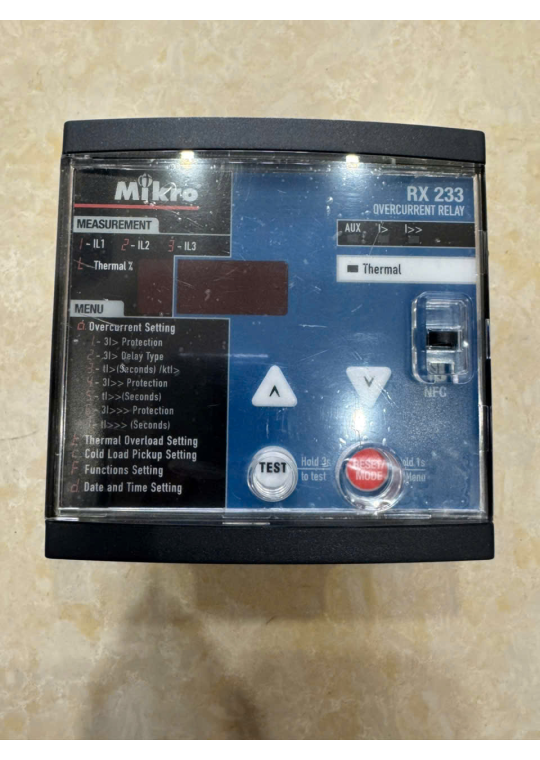 Mikro
RX 233
OVERCURRENT RELAY
MEASUREMENT
1 - IL1 2 - IL2 3 - IL3
Thermal %
AUX I> I>>
Thermal
MENU
Overcurrent Setting
1 - 3I> Protection
2 - 3I> Delay Type
3 - tI>(Seconds) /ktI>
4 - 3I>> Protection
5 - tI>>(Seconds)
6 - 3I>>> Protection
7 - tI>>> (Seconds)
Thermal Overload Setting
Cold Load Pickup Setting
F Functions Setting
d Date and Time Setting
NFC
TEST
Hold 3s
to test
RESET/
MODE
Hold 1s
Menu